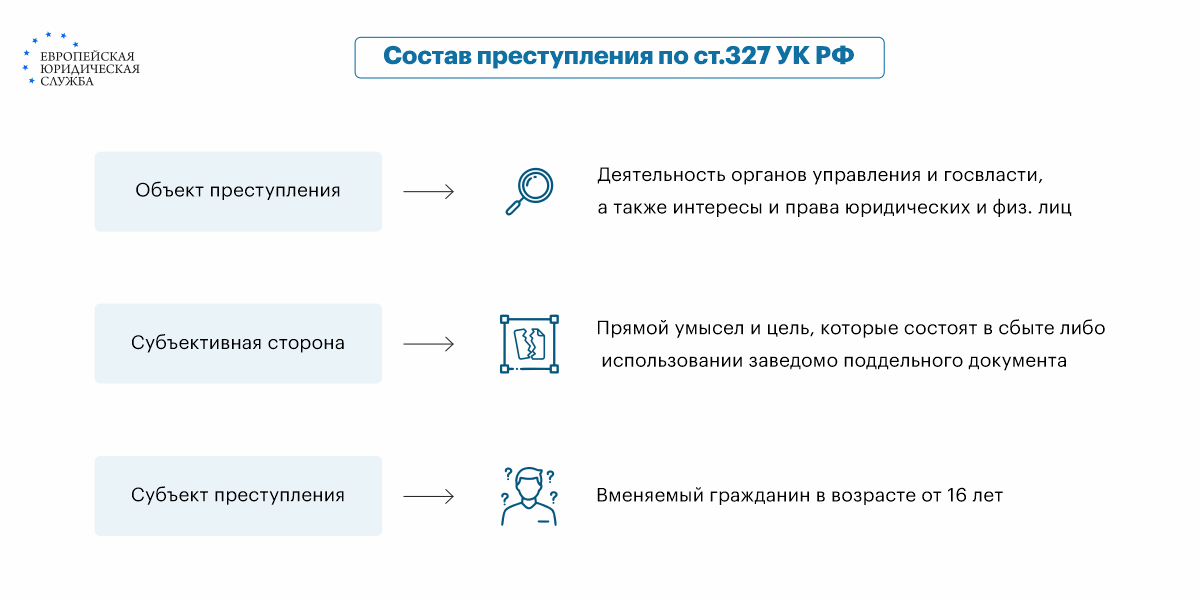 ЕВРОПЕЙСКАЯ
ЮРИДИЧЕСКАЯ
СЛУЖБА
Состав преступления по ст.327 УК РФ
Объект преступления
Деятельность органов управления и госвласти,
а также интересы и права юридических и физ. лиц
Субъективная сторона
Прямой умысел и цель, которые состоят в сбыте либо
использовании заведомо поддельного документа
Субъект преступления
? ? ? ?
Вменяемый гражданин в возрасте от 16 лет